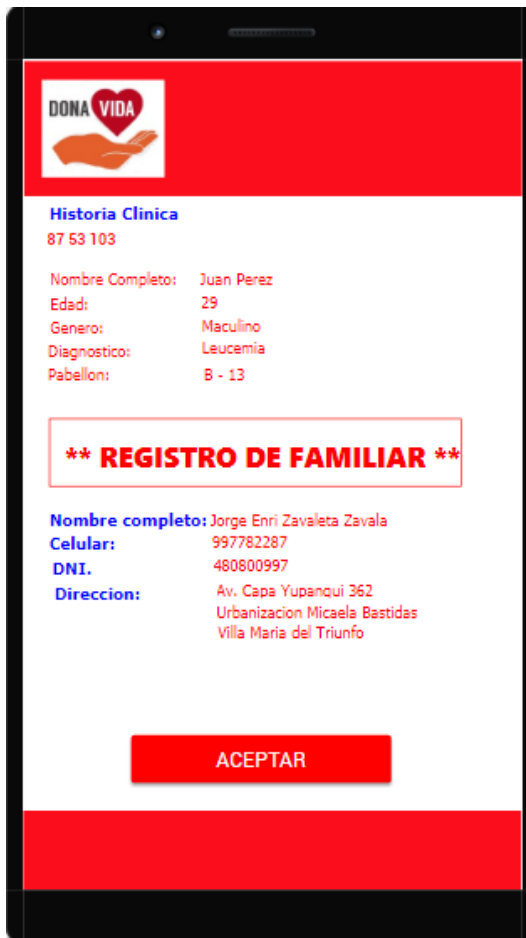 DONA VIDA
Historia Clinica
87 53 103
Nombre Completo: Juan Perez
Edad: 29
Genero: Maculino
Diagnostico: Leucemia
Pabellon: B - 13
** REGISTRO DE FAMILIAR **
Nombre completo: Jorge Enri Zavaleta Zavala
Celular: 997782287
DNI. 480800997
Direccion: Av. Capa Yupanqui 362
Urbanizacion Micaela Bastidas
Villa Maria del Triunfo
ACEPTAR